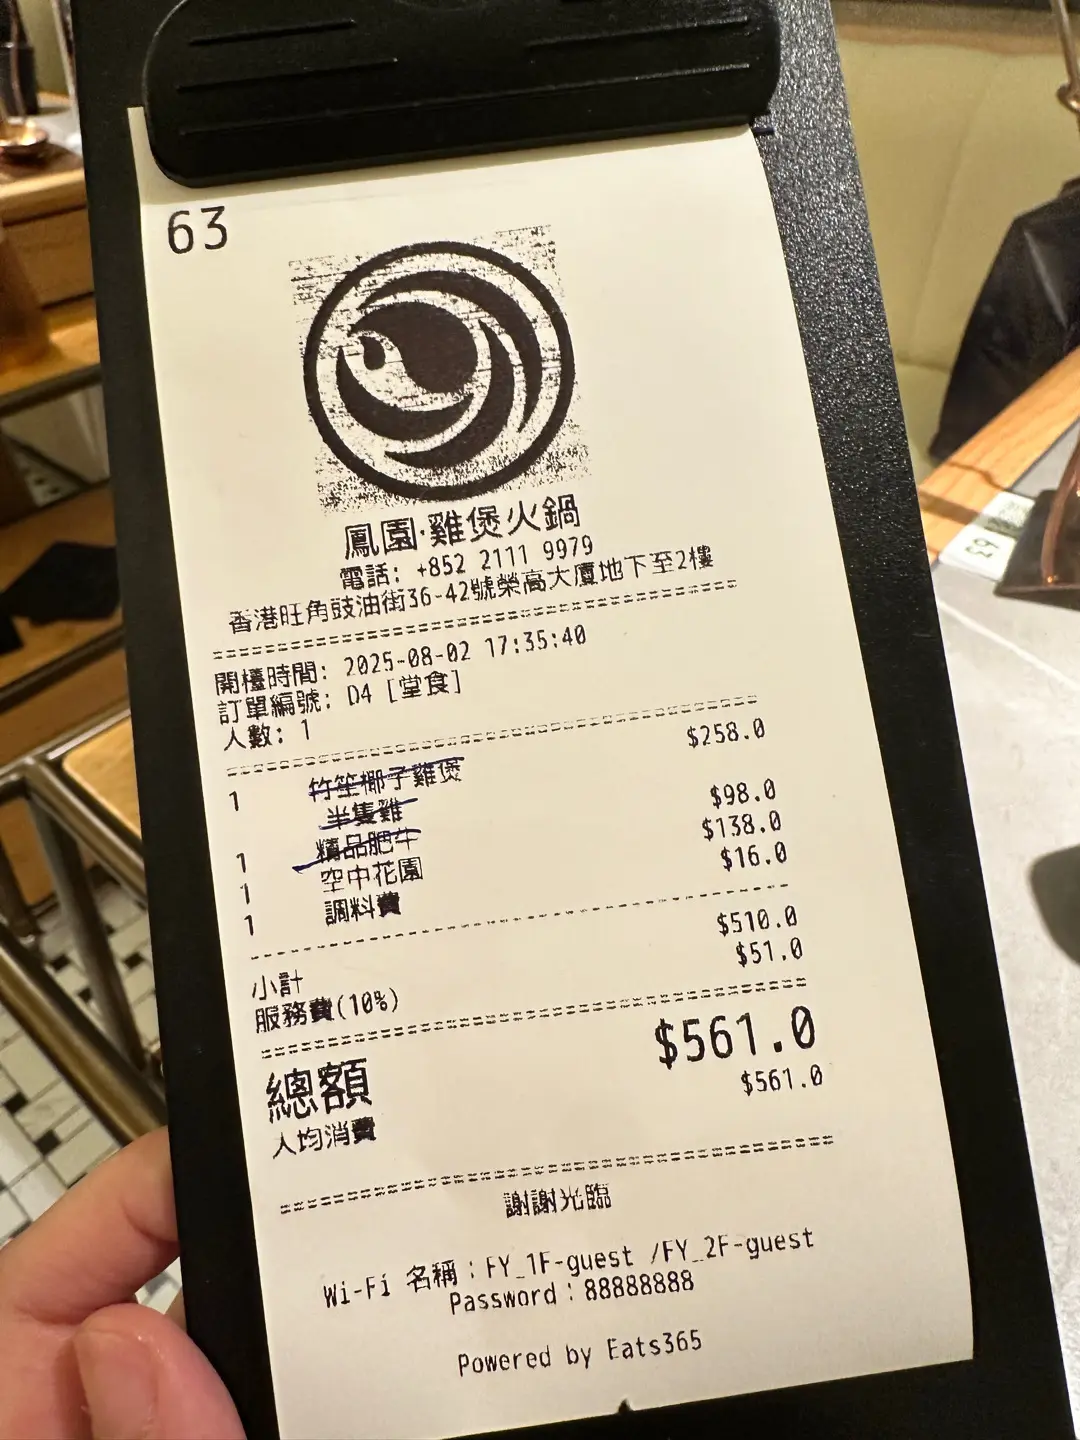 63
鳳園·雞煲火鍋
電話: +852 2111 9979
香港旺角豉油街36-42號榮高大廈地下至2樓
開檯時間: 2025-08-02 17:35:40
訂單編號: D4 [堂食]
人數: 1
1 竹笙椰子雞煲 $258.0
半隻雞
1 精品肥牛 $98.0
1 空中花園 $138.0
1 調料費 $16.0
小計 $510.0
服務費(10%) $51.0
總額 $561.0
人均消費 $561.0
謝謝光臨
Wi-Fi 名稱：FY_1F-guest /FY_2F-guest
Password：88888888
Powered by Eats365
63